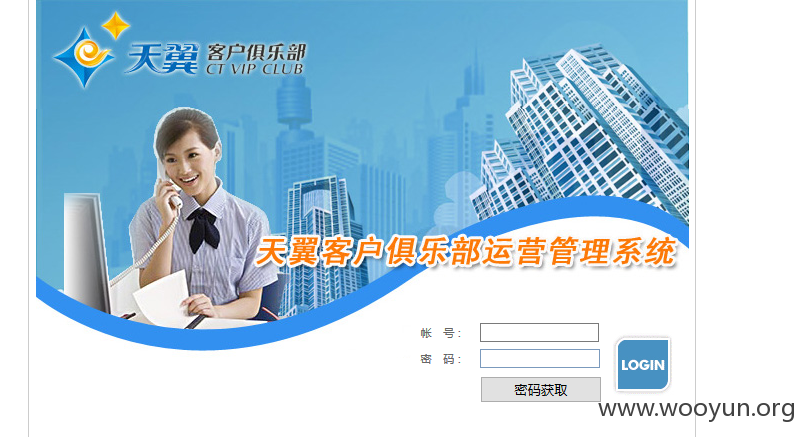 天翼 客户俱乐部
CT VIP CLUB
天翼客户俱乐部运营管理系统
帐 号：
密 码：
LOGIN
密码获取
www.wooyun.org